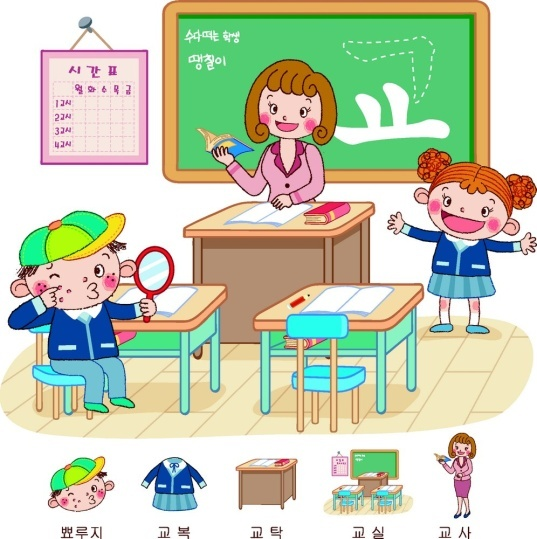 시간표
월 화 6 목 금
1교시
2교시
3교시
4교시
수다떠는 학생
땡칠이
교
뾰루지
교복
교탁
교실
교사